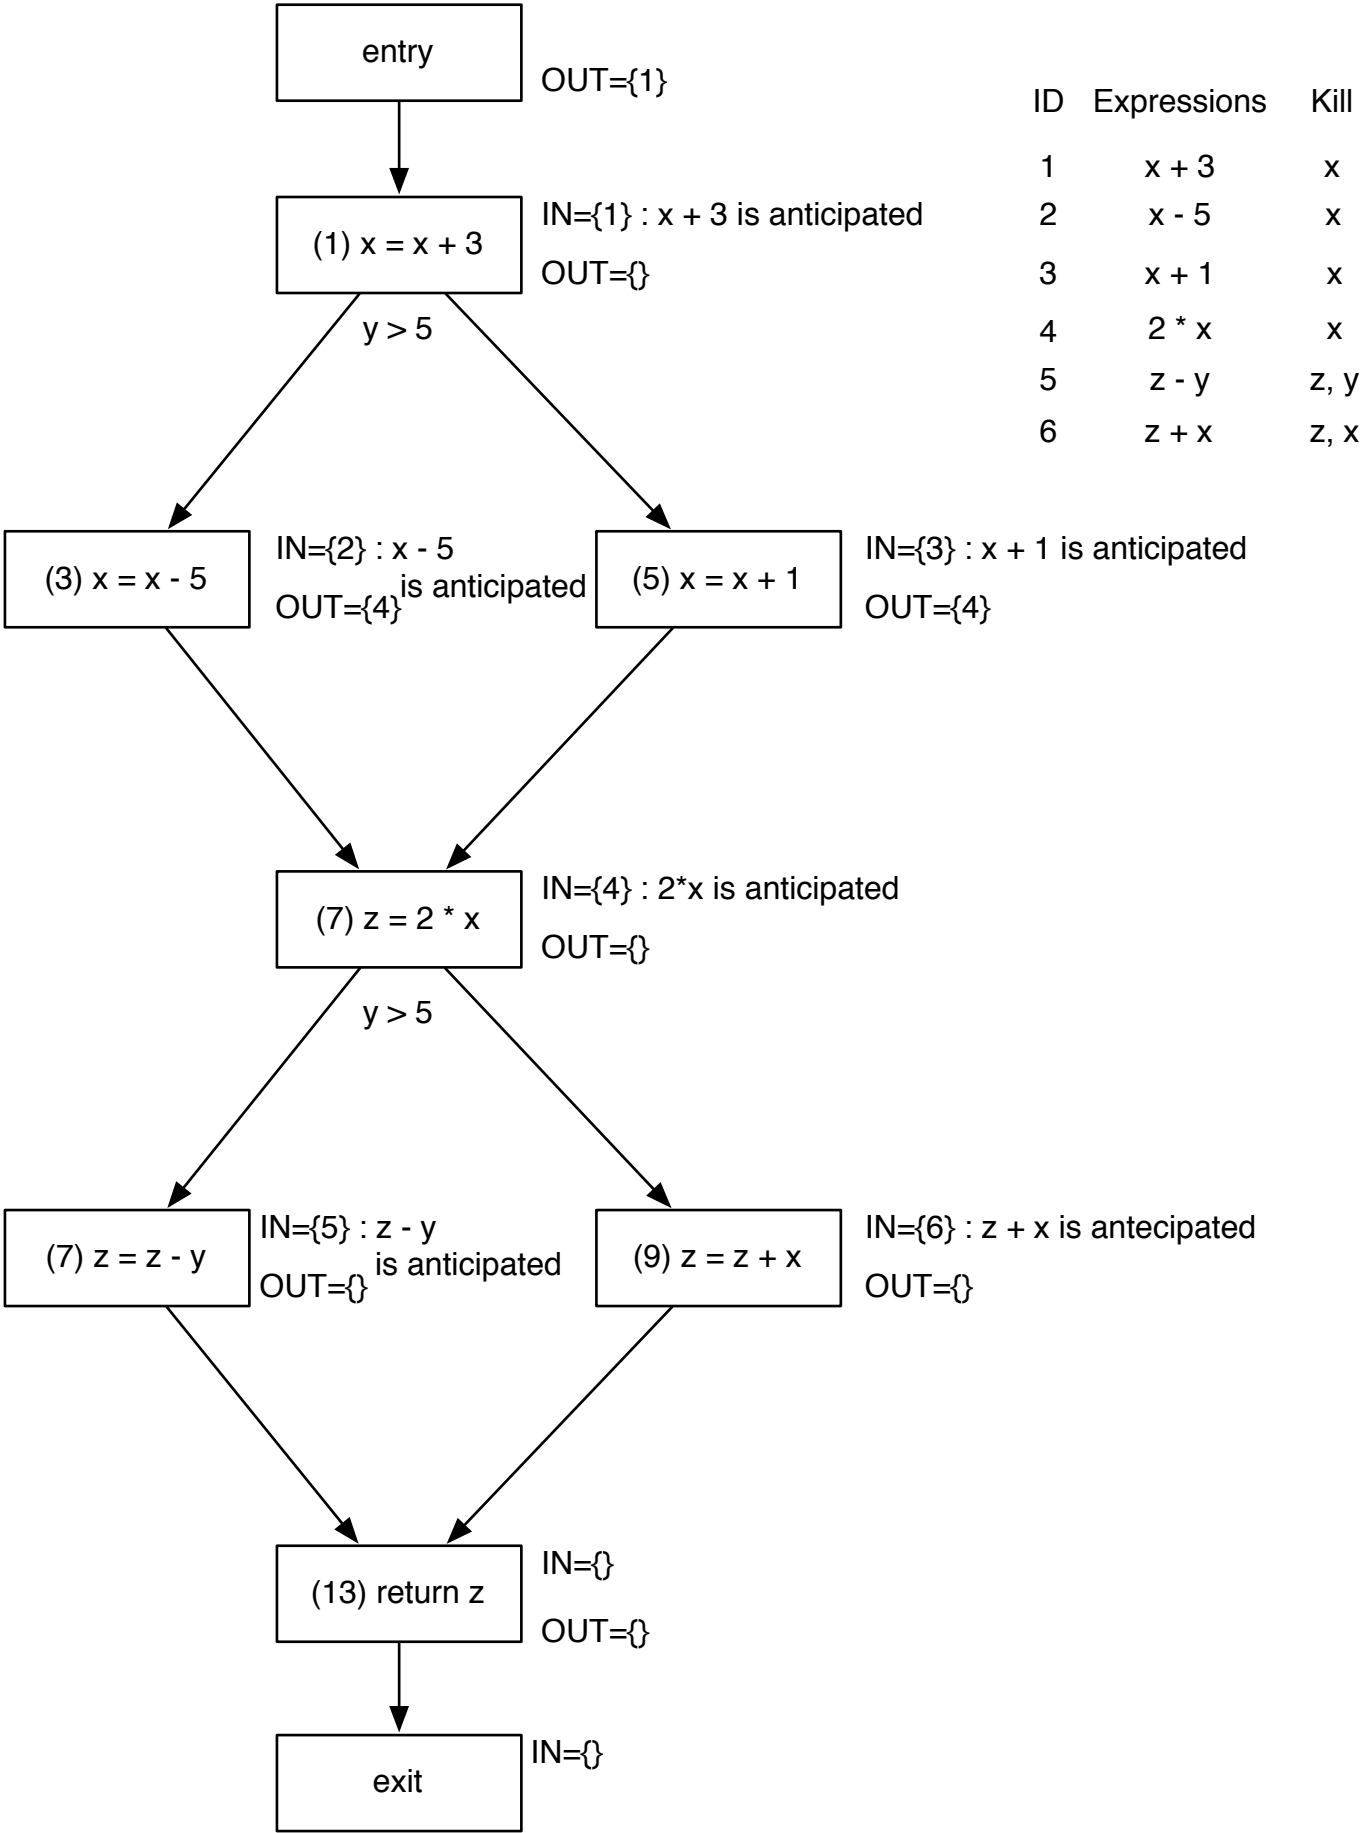 entry
OUT={1}
ID Expressions Kill
1 x + 3 x
2 x - 5 x
3 x + 1 x
4 2 * x x
5 z - y z, y
6 z + x z, x
(1) x = x + 3
IN={1} : x + 3 is anticipated
OUT={}
y > 5
(3) x = x - 5
IN={2} : x - 5
is anticipated
OUT={4}
(5) x = x + 1
IN={3} : x + 1 is anticipated
OUT={4}
(7) z = 2 * x
IN={4} : 2*x is anticipated
OUT={}
y > 5
(7) z = z - y
IN={5} : z - y
is anticipated
OUT={}
(9) z = z + x
IN={6} : z + x is antecipated
OUT={}
(13) return z
IN={}
OUT={}
exit
IN={}